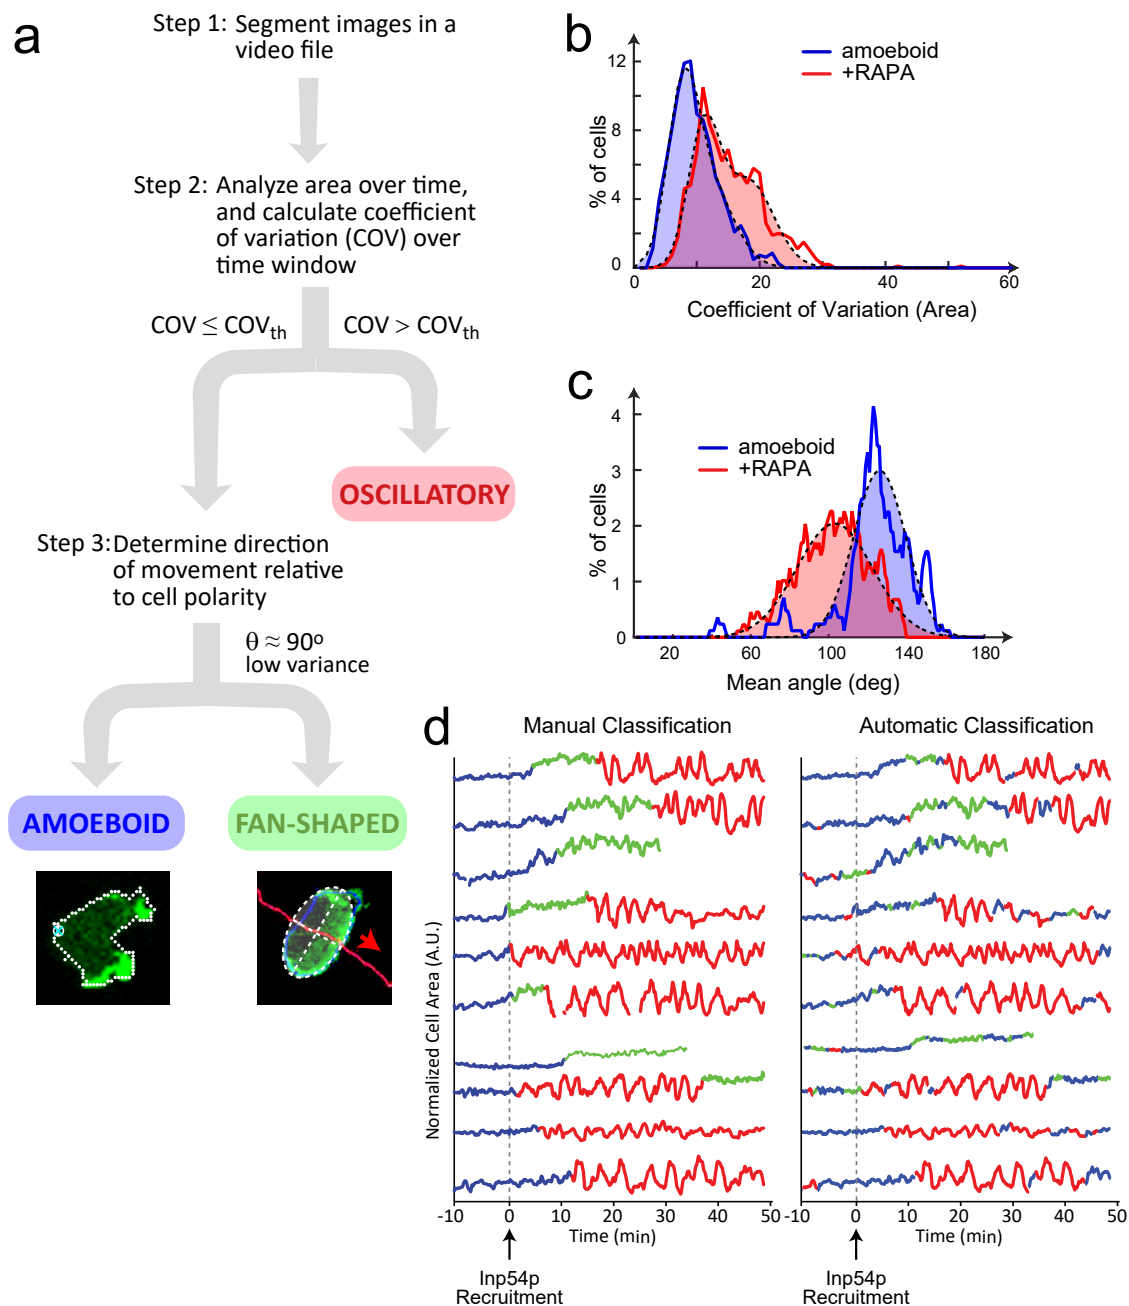 a
Step 1: Segment images in a
video file
Step 2: Analyze area over time,
and calculate coefficient
of variation (COV) over
time window
COV ≤ COVth
COV > COVth
OSCILLATORY
Step 3: Determine direction
of movement relative
to cell polarity
θ ≈ 90º
low variance
AMOEBOID
FAN-SHAPED
b
amoeboid
+RAPA
% of cells
12
8
4
0
0 20 40 60
Coefficient of Variation (Area)
c
amoeboid
+RAPA
% of cells
4
3
2
1
0
20 60 100 140 180
Mean angle (deg)
d
Manual Classification
Automatic Classification
Normalized Cell Area (A.U.)
-10 0 10 20 30 40 50
Time (min)
Inp54p
Recruitment
-10 0 10 20 30 40 50
Time (min)
Inp54p
Recruitment